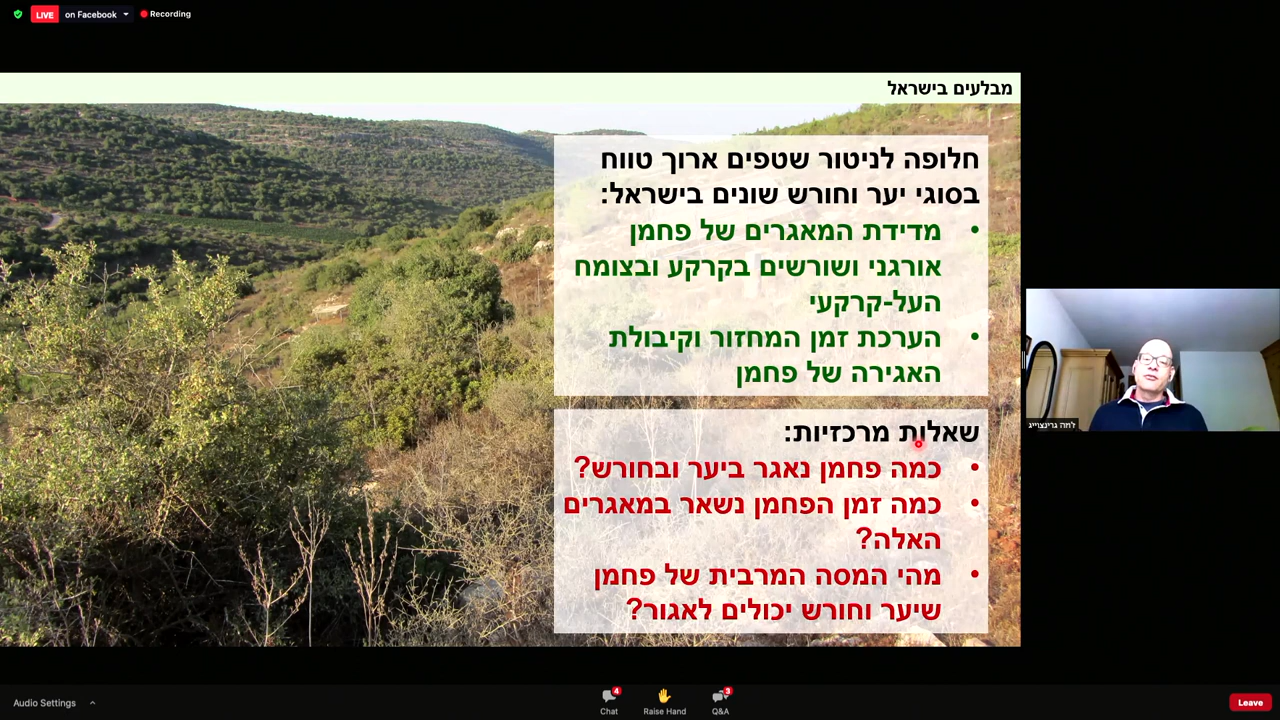 LIVE on Facebook Recording
מבלעים בישראל
חלופה לניטור שטפים ארוך טווח
בסוגי יער וחורש שונים בישראל:
• מדידת המאגרים של פחמן
אורגני ושורשים בקרקע ובצומח
העל-קרקעי
• הערכת זמן המחזור וקיבולת
האגירה של פחמן
שאלות מרכזיות:
• כמה פחמן נאגר ביער ובחורש?
• כמה זמן הפחמן נשאר במאגרים
האלה?
• מהי המסה המרבית של פחמן
שיער וחורש יכולים לאגור?
גרינצווייג
4
3
Audio Settings
Chat
Raise Hand
Q&A
Leave